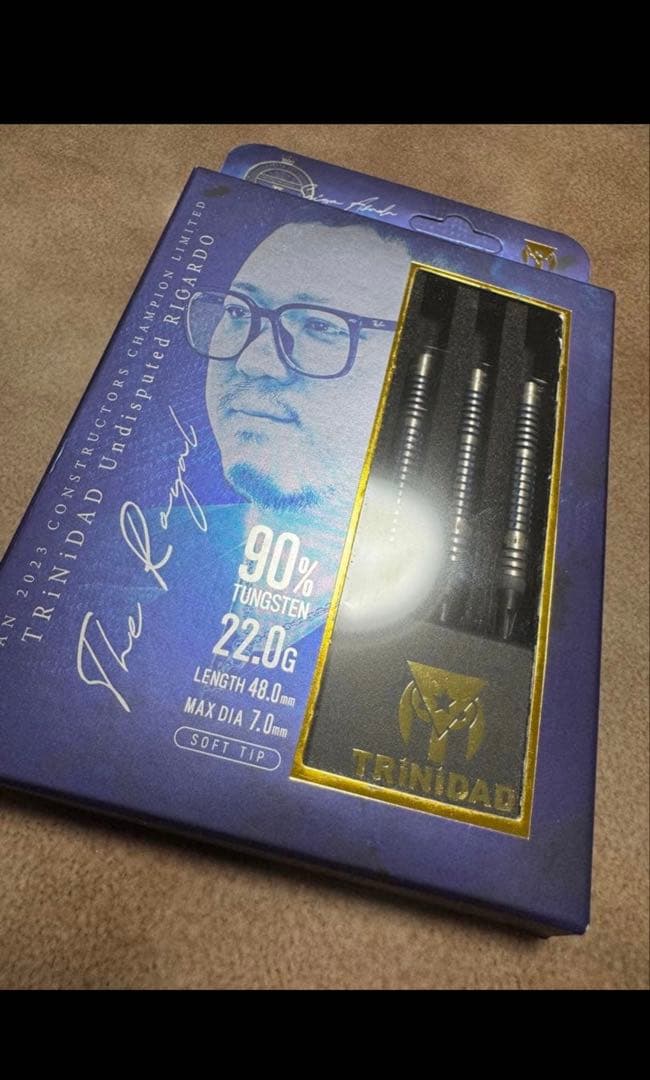 AN 2023 CONSTRUCTORS CHAMPION LIMITED
TRiNiDAD Undisputed RIGARDO
The Royal
90%
TUNGSTEN
22.0G
LENGTH 48.0mm
MAX DIA 7.0mm
SOFT TIP
TRiNiDAD